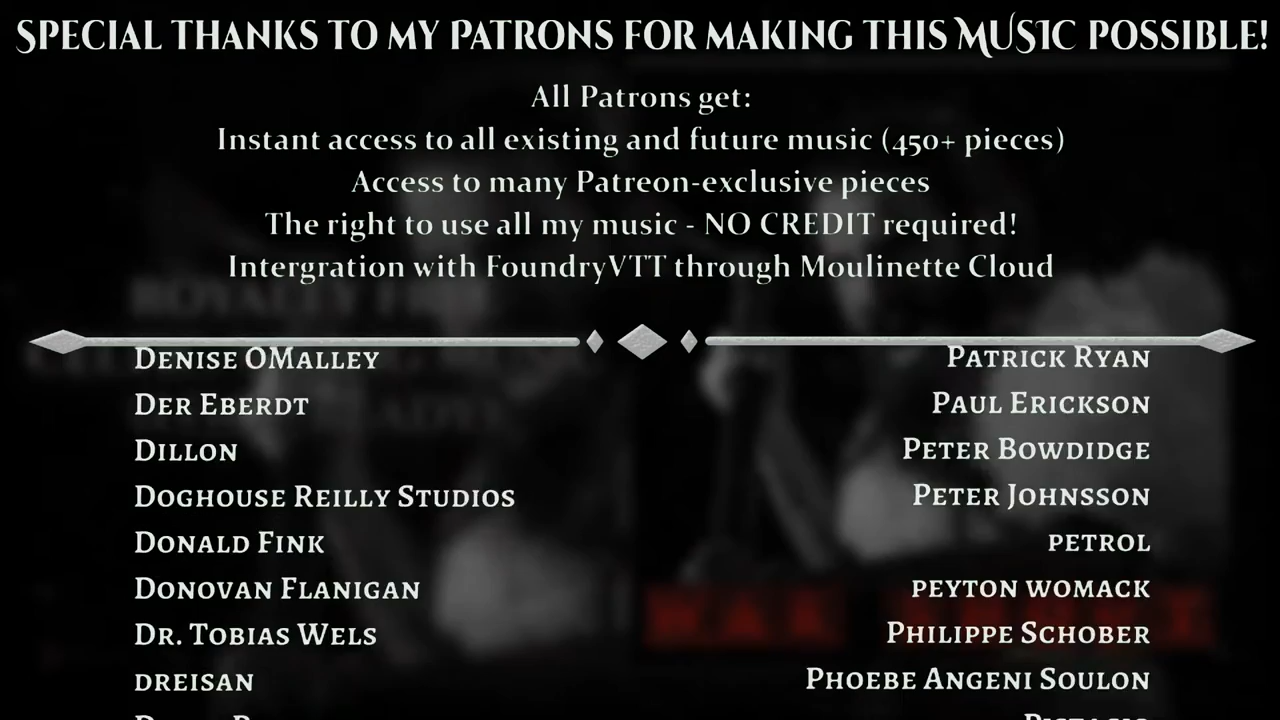 SPECIAL THANKS TO MY PATRONS FOR MAKING THIS MUSIC POSSIBLE!
All Patrons get:
Instant access to all existing and future music (450+ pieces)
Access to many Patreon-exclusive pieces
The right to use all my music - NO CREDIT required!
Intergration with FoundryVTT through Moulinette Cloud
DENISE OMALLEY
DER EBERDT
DILLON
DOGHOUSE REILLY STUDIOS
DONALD FINK
DONOVAN FLANIGAN
DR. TOBIAS WELS
DREISAN
PATRICK RYAN
PAUL ERICKSON
PETER BOWDIDGE
PETER JOHNSSON
PETROL
PEYTON WOMACK
PHILIPPE SCHOBER
PHOEBE ANGENI SOULON